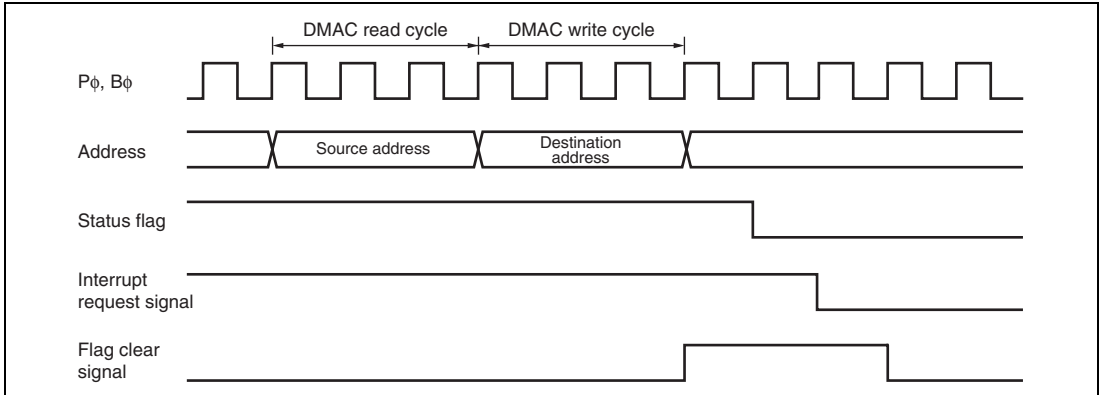 DMAC read cycle DMAC write cycle
Pϕ, Bϕ
Address Source address Destination
address
Status flag
Interrupt
request signal
Flag clear
signal